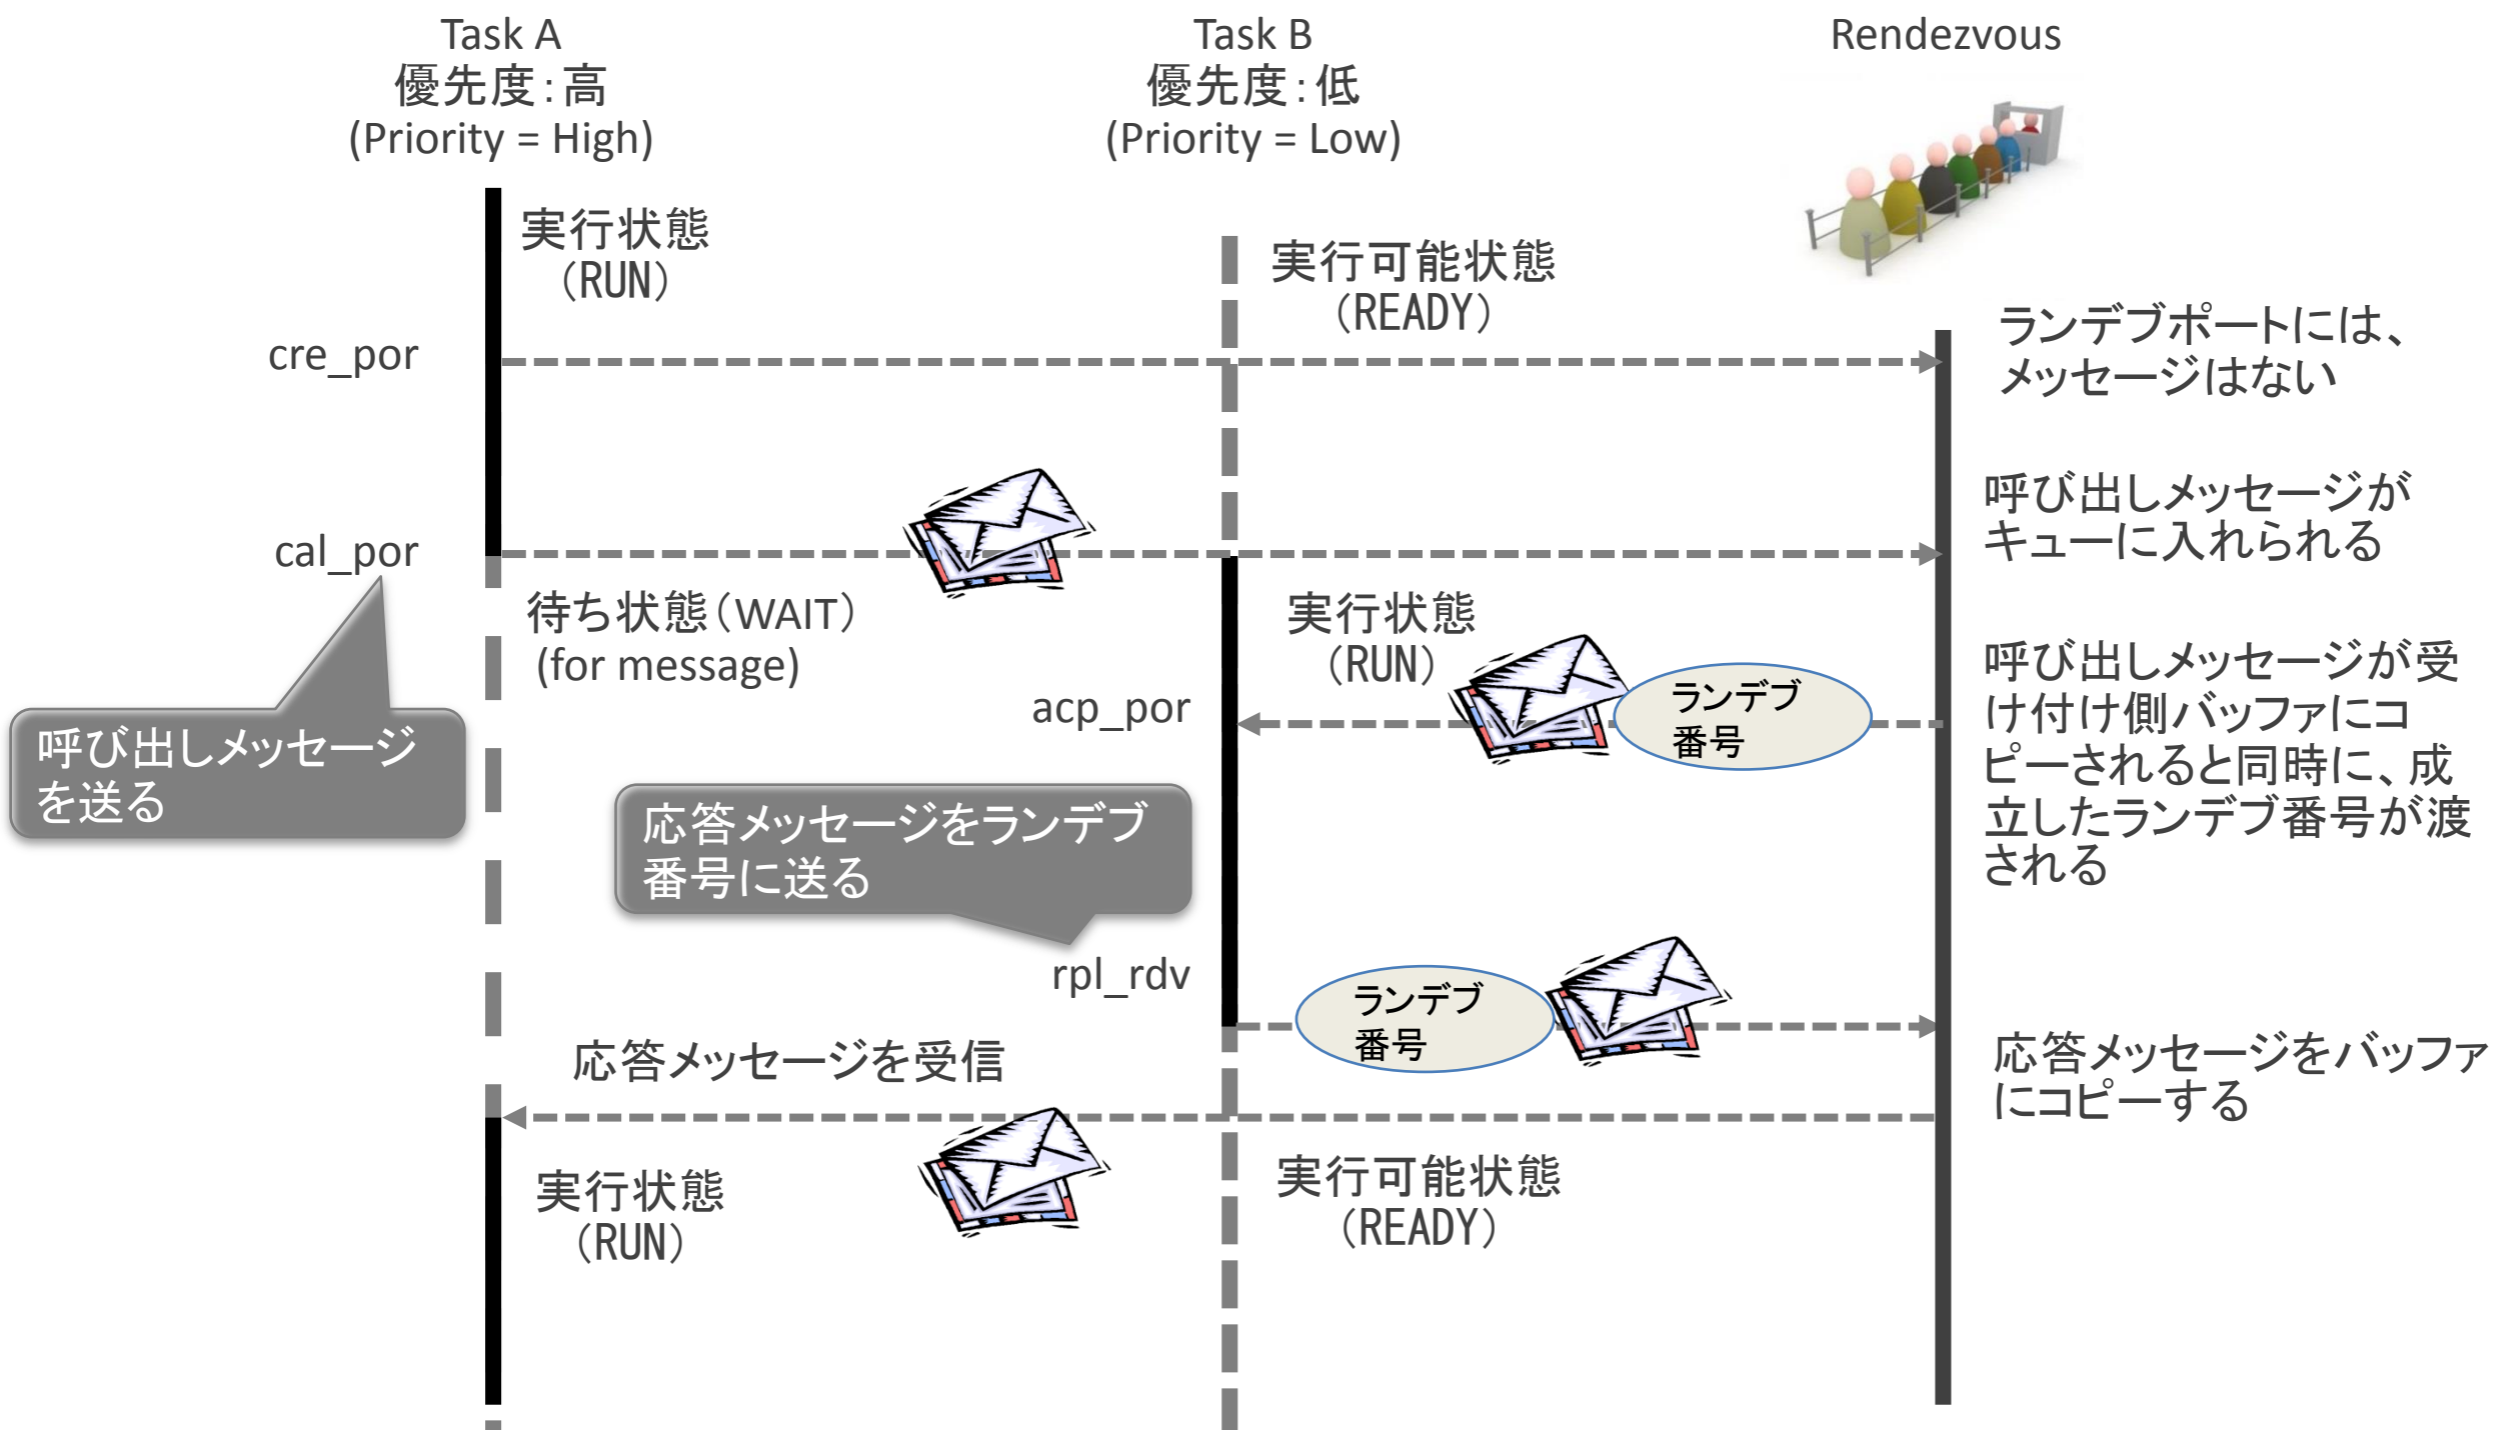 Task A
優先度：高
(Priority = High)
Task B
優先度：低
(Priority = Low)
Rendezvous
実行状態
（RUN）
実行可能状態
（READY）
cre_por
ランデブポートには、
メッセージはない
cal_por
呼び出しメッセージが
キューに入れられる
待ち状態（WAIT）
(for message)
実行状態
（RUN）
acp_por
ランデブ
番号
呼び出しメッセージが受
け付け側バッファにコ
ピーされると同時に、成
立したランデブ番号が渡
される
呼び出しメッセージ
を送る
応答メッセージをランデブ
番号に送る
rpl_rdv
ランデブ
番号
応答メッセージを受信
応答メッセージをバッファ
にコピーする
実行状態
（RUN）
実行可能状態
（READY）